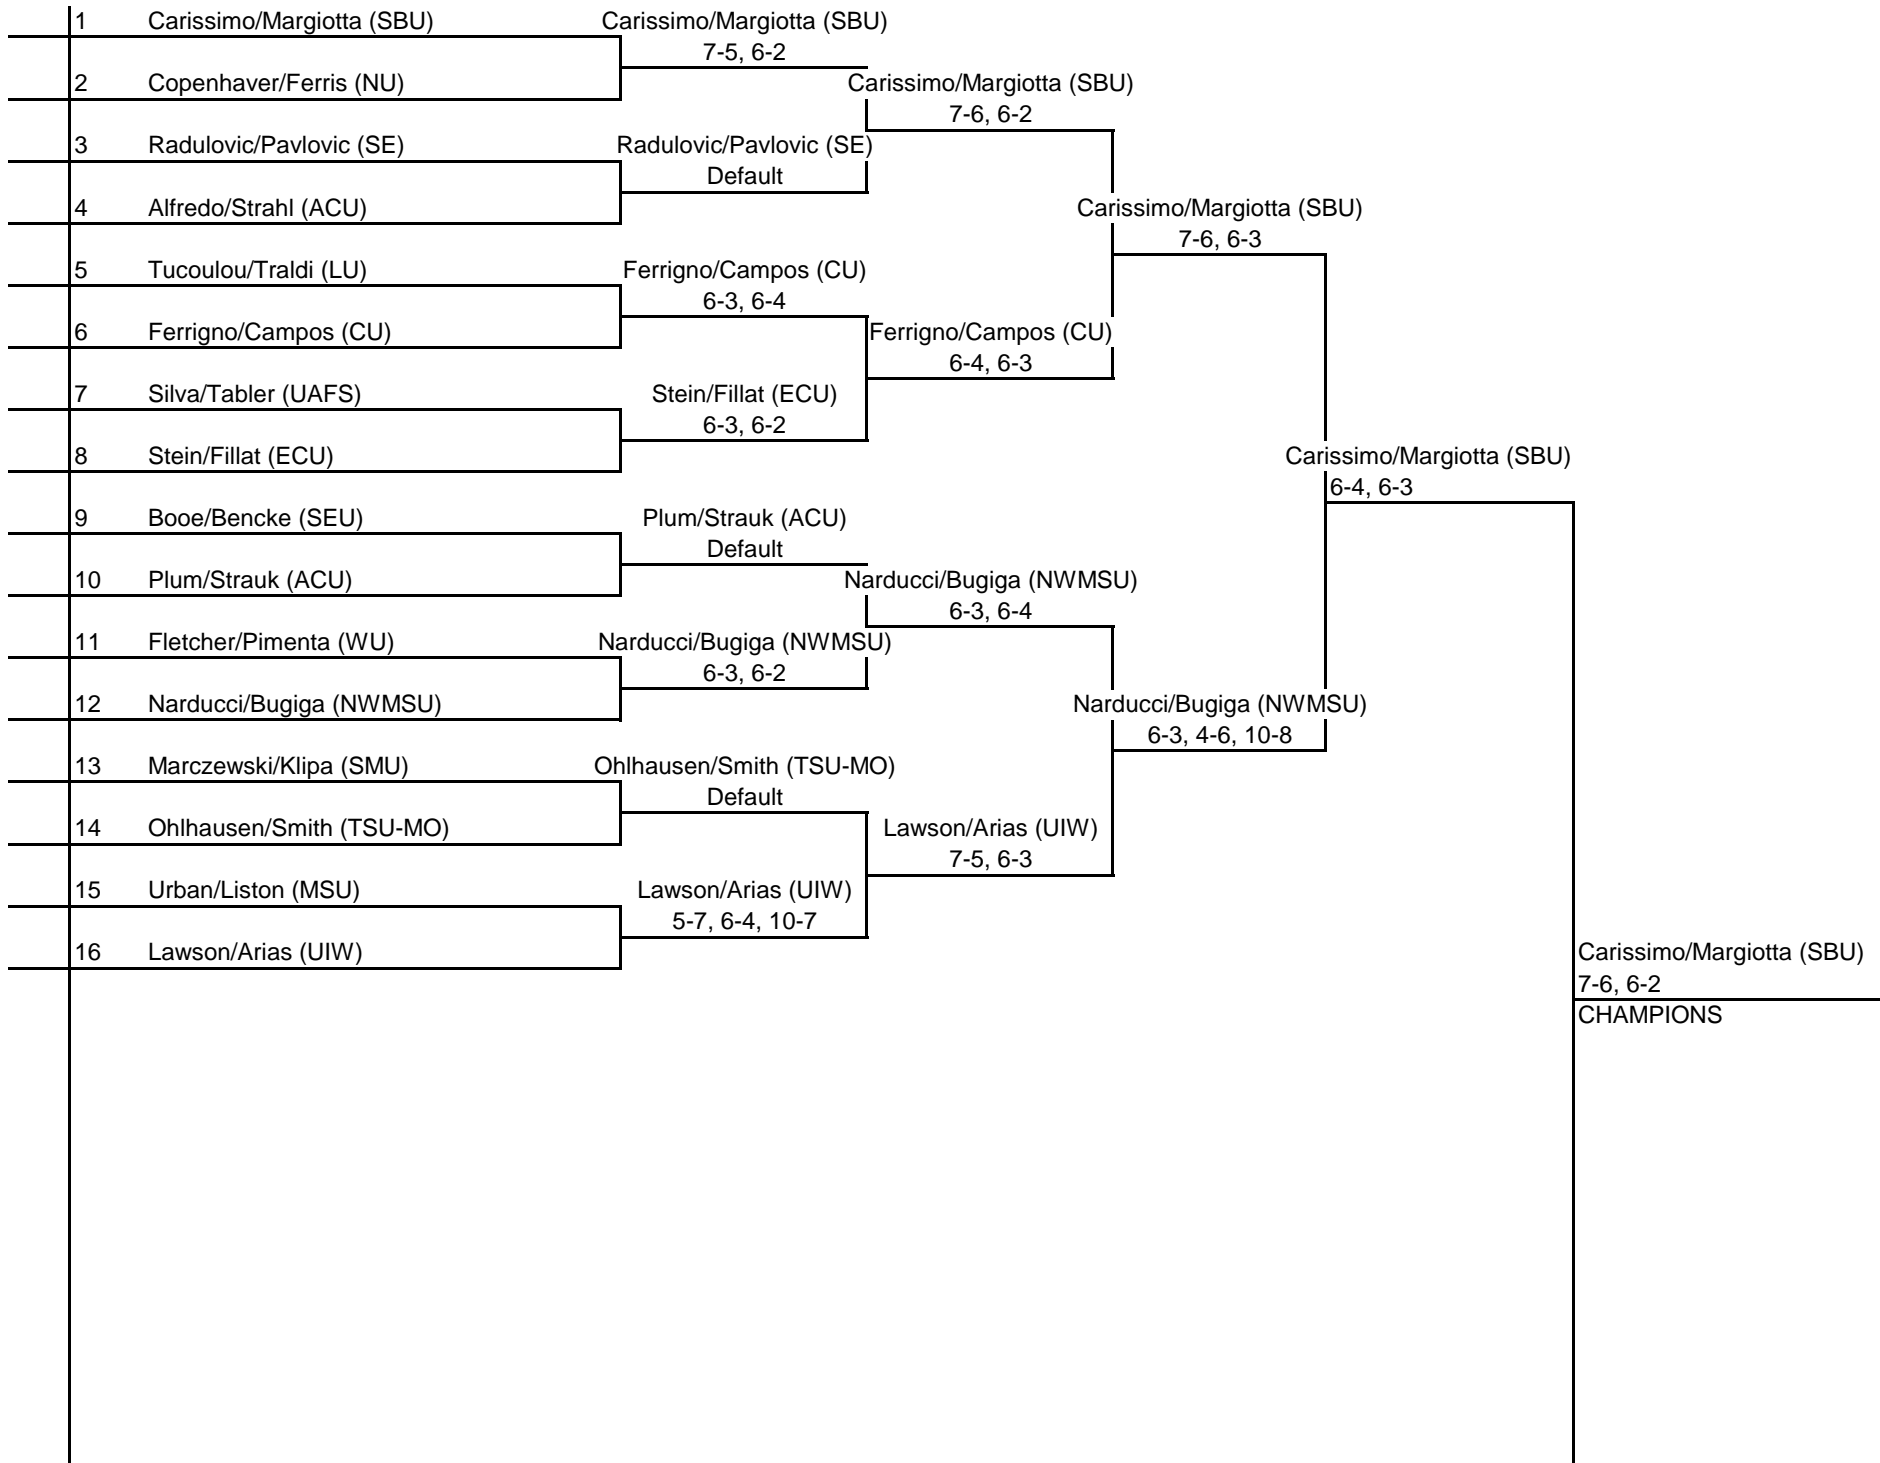 1 Carissimo/Margiotta (SBU) Carissimo/Margiotta (SBU)
7-5, 6-2
2 Copenhaver/Ferris (NU) Carissimo/Margiotta (SBU)
7-6, 6-2
3 Radulovic/Pavlovic (SE) Radulovic/Pavlovic (SE)
Default
4 Alfredo/Strahl (ACU) Carissimo/Margiotta (SBU)
7-6, 6-3
5 Tucoulou/Traldi (LU) Ferrigno/Campos (CU)
6-3, 6-4
6 Ferrigno/Campos (CU) Ferrigno/Campos (CU)
6-4, 6-3
7 Silva/Tabler (UAFS) Stein/Fillat (ECU)
6-3, 6-2
8 Stein/Fillat (ECU) Carissimo/Margiotta (SBU)
6-4, 6-3
9 Booe/Bencke (SEU) Plum/Strauk (ACU)
Default
10 Plum/Strauk (ACU) Narducci/Bugiga (NWMSU)
6-3, 6-4
11 Fletcher/Pimenta (WU) Narducci/Bugiga (NWMSU)
6-3, 6-2
12 Narducci/Bugiga (NWMSU) Narducci/Bugiga (NWMSU)
6-3, 4-6, 10-8
13 Marczewski/Klipa (SMU) Ohlhausen/Smith (TSU-MO)
Default
14 Ohlhausen/Smith (TSU-MO) Lawson/Arias (UIW)
7-5, 6-3
15 Urban/Liston (MSU) Lawson/Arias (UIW)
5-7, 6-4, 10-7
16 Lawson/Arias (UIW) Carissimo/Margiotta (SBU)
7-6, 6-2
CHAMPIONS